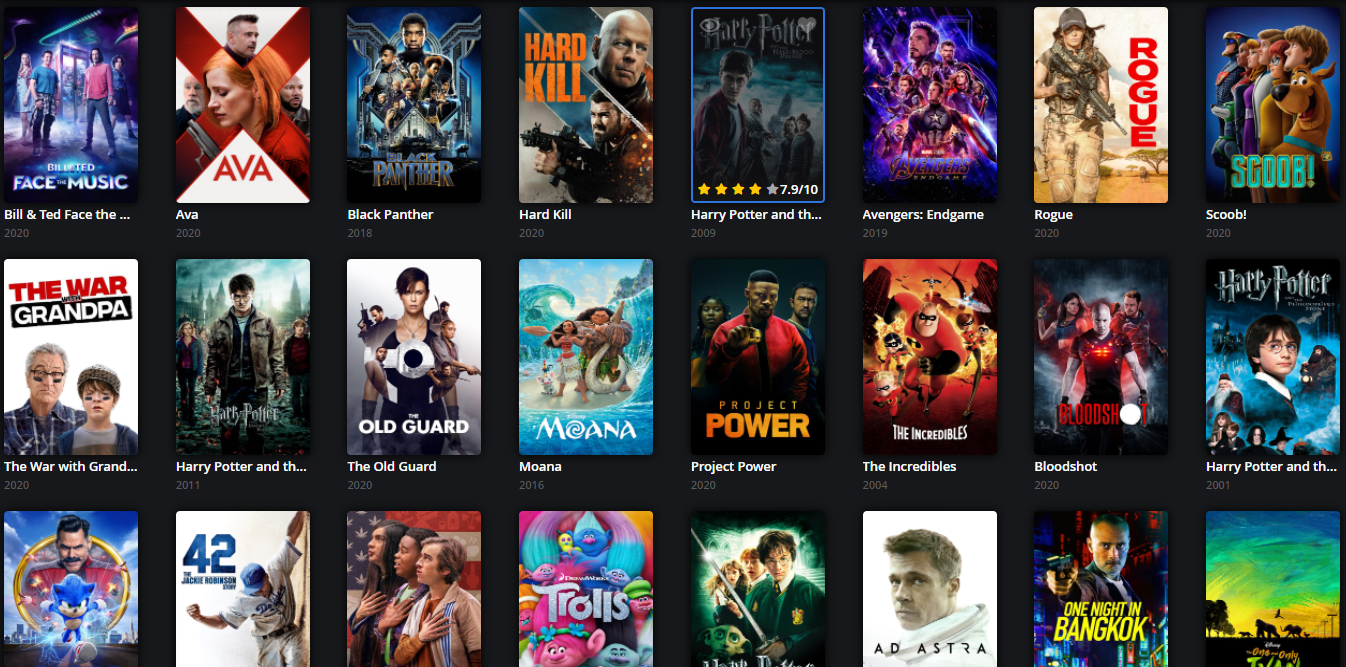 BILL & TED
FACE THE MUSIC
AVA
BLACK
PANTHER
HARD
KILL
Harry Potter
HALF-BLOOD
PRINCE
7.9/10
AVENGERS
ENDGAME
ROGUE
SCOOB!
Bill & Ted Face the ...
Ava
Black Panther
Hard Kill
Harry Potter and th...
Avengers: Endgame
Rogue
Scoob!
2020
2020
2018
2020
2009
2019
2020
2020
THE WAR
WITH
GRANDPA
Harry Potter
THE
OLD GUARD
Disney
MOANA
PROJECT
POWER
THE INCREDIBLES
BLOODSHOT
Harry Potter
The War with Grand...
Harry Potter and th...
The Old Guard
Moana
Project Power
The Incredibles
Bloodshot
Harry Potter and th...
2020
2011
2020
2016
2020
2004
2020
2001
42
THE
JACKIE ROBINSON
STORY
DREAMWORKS
Trolls
Harry Potter
AD ASTRA
ONE NIGHT IN
BANGKOK
Disney
The One and Only